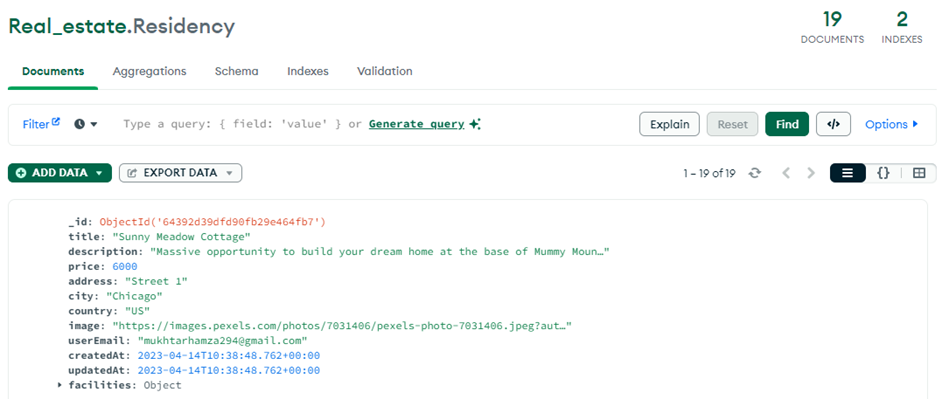 Real_estate.Residency
19 2
DOCUMENTS INDEXES
Documents Aggregations Schema Indexes Validation
Filter Type a query: { field: 'value' } or Generate query Explain Reset Find </> Options
ADD DATA EXPORT DATA 1 – 19 of 19 {}
_id: ObjectId('64392d39dfd90fb29e464fb7')
title: "Sunny Meadow Cottage"
description: "Massive opportunity to build your dream home at the base of Mummy Moun…"
price: 6000
address: "Street 1"
city: "Chicago"
country: "US"
image: "https://images.pexels.com/photos/7031406/pexels-photo-7031406.jpeg?aut…"
userEmail: "mukhtarhamza294@gmail.com"
createdAt: 2023-04-14T10:38:48.762+00:00
updatedAt: 2023-04-14T10:38:48.762+00:00
facilities: Object